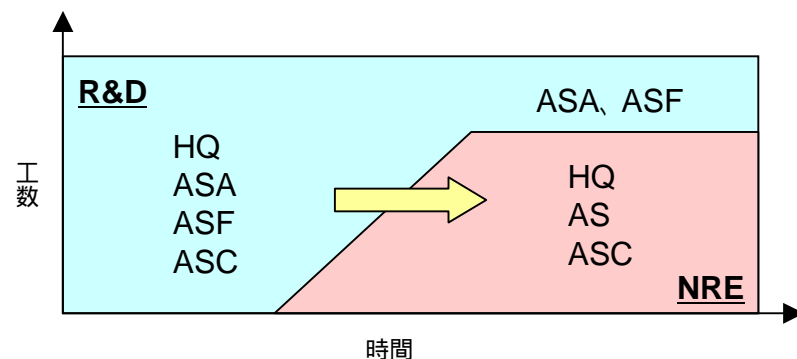 R&D
ASA、ASF
HQ
ASA
ASF
ASC
HQ
AS
ASC
NRE
工数
時間